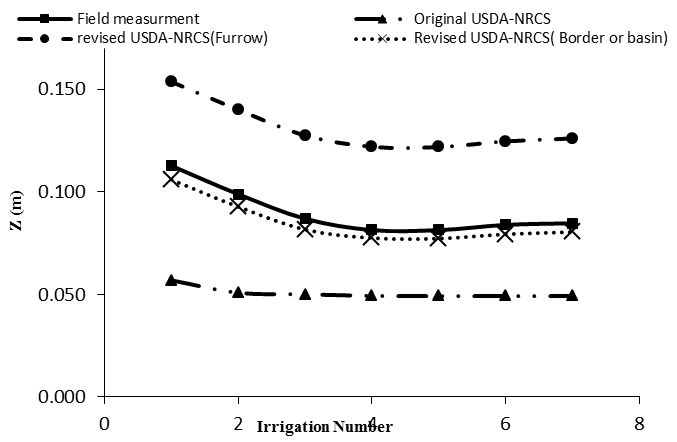 Field measurment
Original USDA-NRCS
revised USDA-NRCS(Furrow)
Revised USDA-NRCS( Border or basin)
0.150
0.100
0.050
0.000
Z (m)
0 2 4 6 8
Irrigation Number